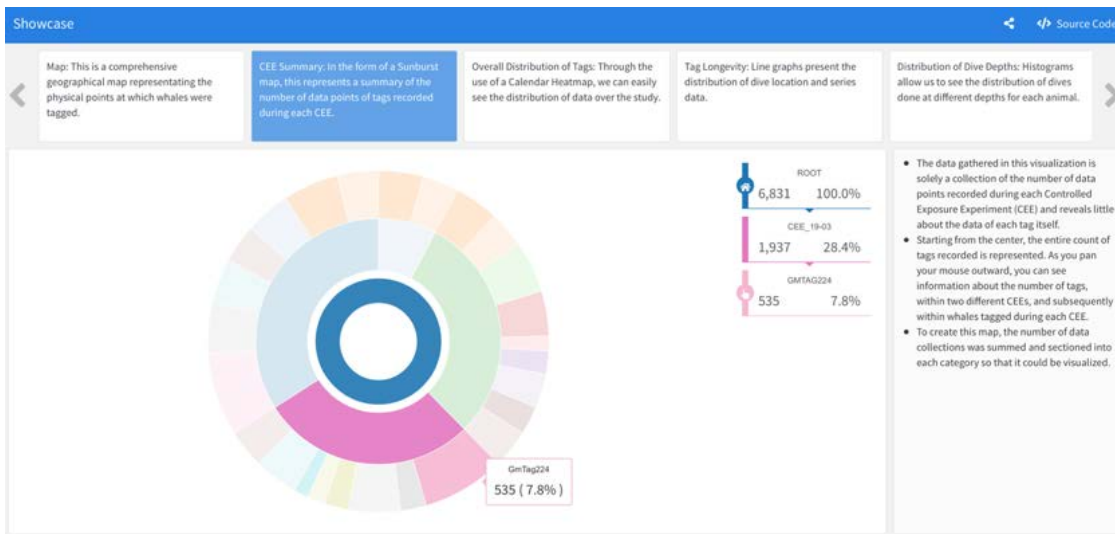 Showcase
</> Source Code
Map: This is a comprehensive
geographical map representating the
physical points at which whales were
tagged.
CEE Summary: In the form of a Sunburst
map, this represents a summary of the
number of data points of tags recorded
during each CEE.
Overall Distribution of Tags: Through the
use of a Calendar Heatmap, we can easily
see the distribution of data over the study.
Tag Longevity: Line graphs present the
distribution of dive location and series
data.
Distribution of Dive Depths: Histograms
allow us to see the distribution of dives
done at different depths for each animal.
ROOT
6,831 100.0%
CEE_19-03
1,937 28.4%
GMTAG224
535 7.8%
GmTag224
535 ( 7.8% )
• The data gathered in this visualization is
solely a collection of the number of data
points recorded during each Controlled
Exposure Experiment (CEE) and reveals little
about the data of each tag itself.
• Starting from the center, the entire count of
tags recorded is represented. As you pan
your mouse outward, you can see
information about the number of tags,
within two different CEEs, and subsequently
within whales tagged during each CEE.
• To create this map, the number of data
collections was summed and sectioned into
each category so that it could be visualized.